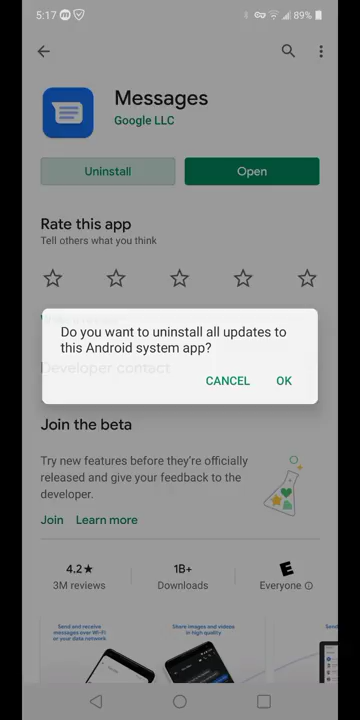 5:17
89%
Messages
Google LLC
Uninstall
Open
Rate this app
Tell others what you think
Do you want to uninstall all updates to
this Android system app?
Developer contact
CANCEL
OK
Join the beta
Try new features before they're officially
released and give your feedback to the
developer.
Join
Learn more
4.2★
3M reviews
1B+
Downloads
E
Everyone
Send and receive
messages over Wi-Fi
or your data network
Share images and videos
in high quality
Send